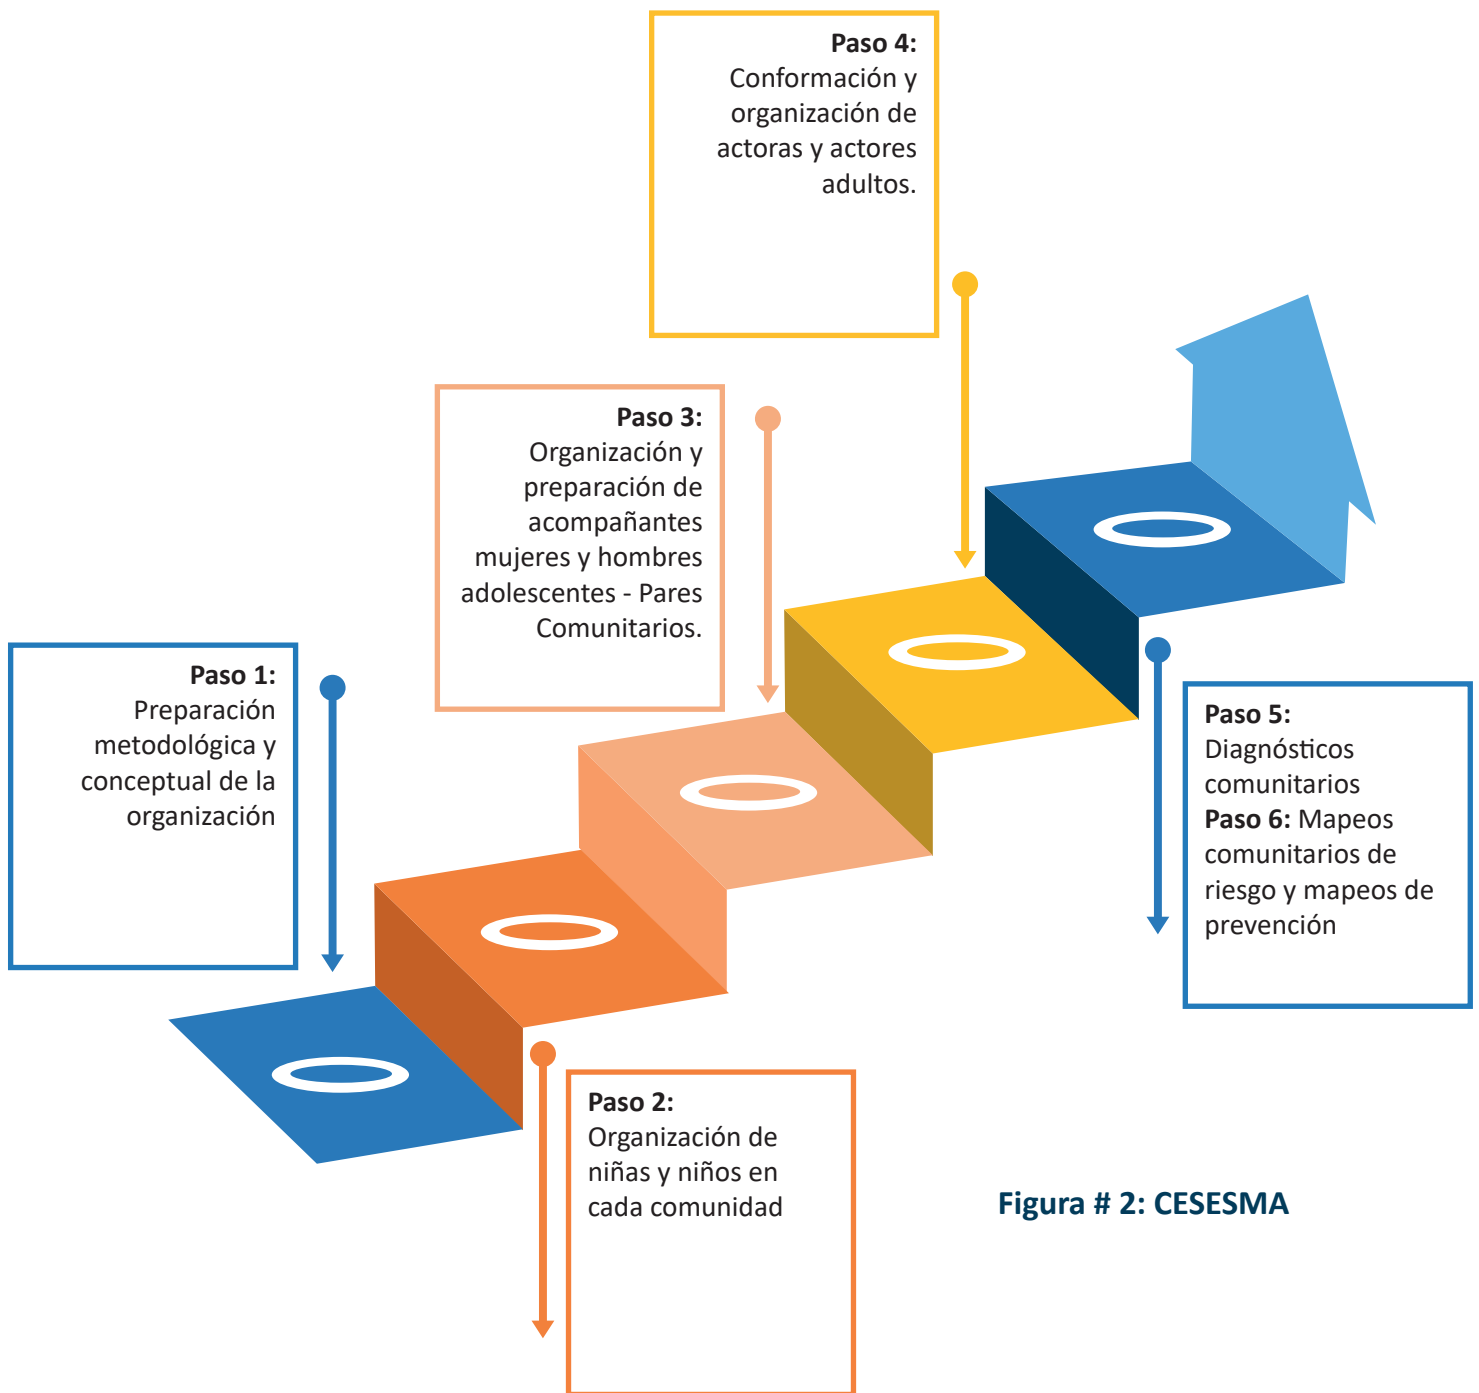 Paso 1:
Preparación
metodológica y
conceptual de la
organización
Paso 2:
Organización de
niñas y niños en
cada comunidad
Paso 3:
Organización y
preparación de
acompañantes
mujeres y hombres
adolescentes - Pares
Comunitarios.
Paso 4:
Conformación y
organización de
actoras y actores
adultos.
Paso 5:
Diagnósticos
comunitarios
Paso 6: Mapeos
comunitarios de
riesgo y mapeos de
prevención
Figura # 2: CESESMA